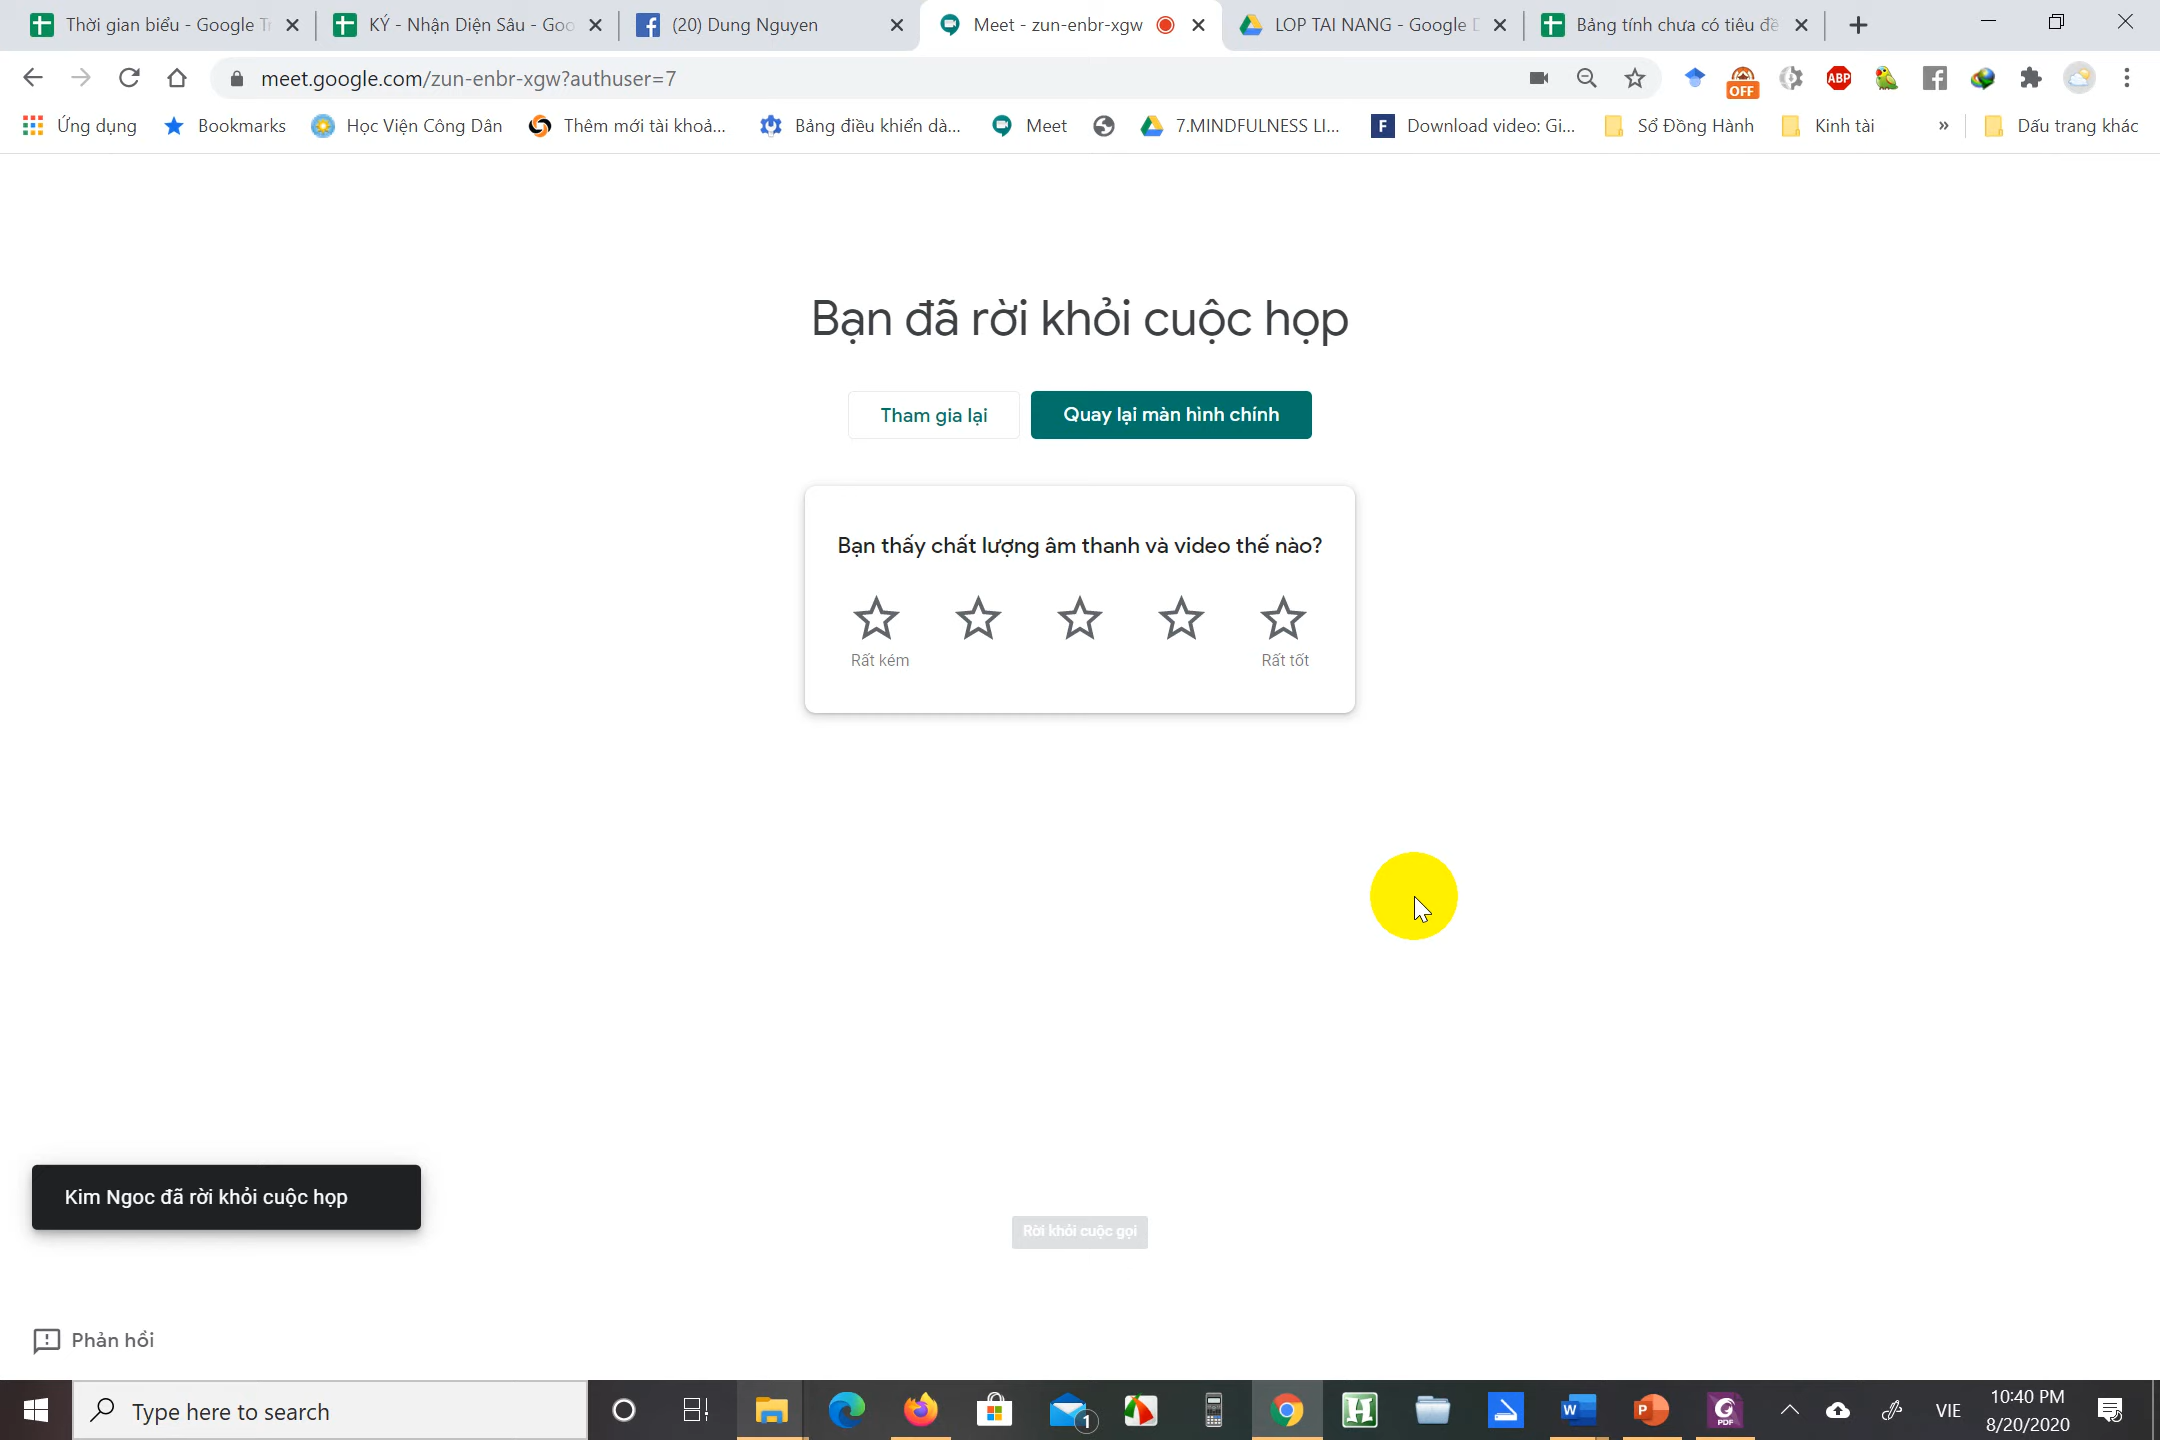 Thời gian biểu - Google Tr
KÝ - Nhận Diện Sâu - Goo
(20) Dung Nguyen
Meet - zun-enbr-xgw
LOP TAI NANG - Google D
Bảng tính chưa có tiêu đề
meet.google.com/zun-enbr-xgw?authuser=7
OFF
ABP
Ứng dụng
Bookmarks
Học Viện Công Dân
Thêm mới tài khoả...
Bảng điều khiển dà...
Meet
7.MINDFULNESS LI...
F
Download video: Gi...
Sổ Đồng Hành
Kinh tài
»
Dấu trang khác
Bạn đã rời khỏi cuộc họp
Tham gia lại
Quay lại màn hình chính
Bạn thấy chất lượng âm thanh và video thế nào?
Rất kém
Rất tốt
Kim Ngoc đã rời khỏi cuộc họp
Rời khỏi cuộc gọi
Phản hồi
Type here to search
1
VIE
10:40 PM
8/20/2020